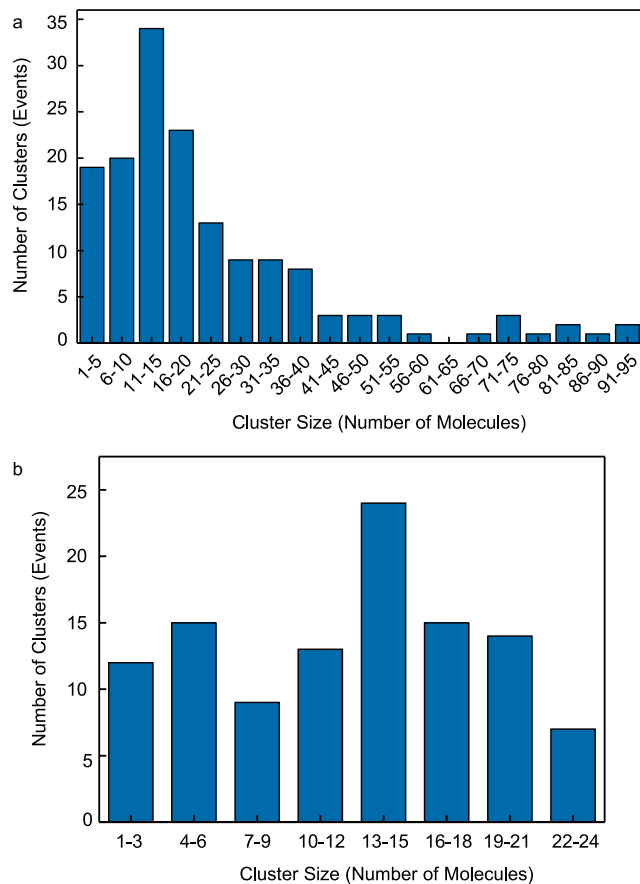 a
Number of Clusters (Events)
35
30
25
20
15
10
5
0
1-5 6-10 11-15 16-20 21-25 26-30 31-35 36-40 41-45 46-50 51-55 56-60 61-65 66-70 71-75 76-80 81-85 86-90 91-95
Cluster Size (Number of Molecules)
b
Number of Clusters (Events)
25
20
15
10
5
0
1-3 4-6 7-9 10-12 13-15 16-18 19-21 22-24
Cluster Size (Number of Molecules)